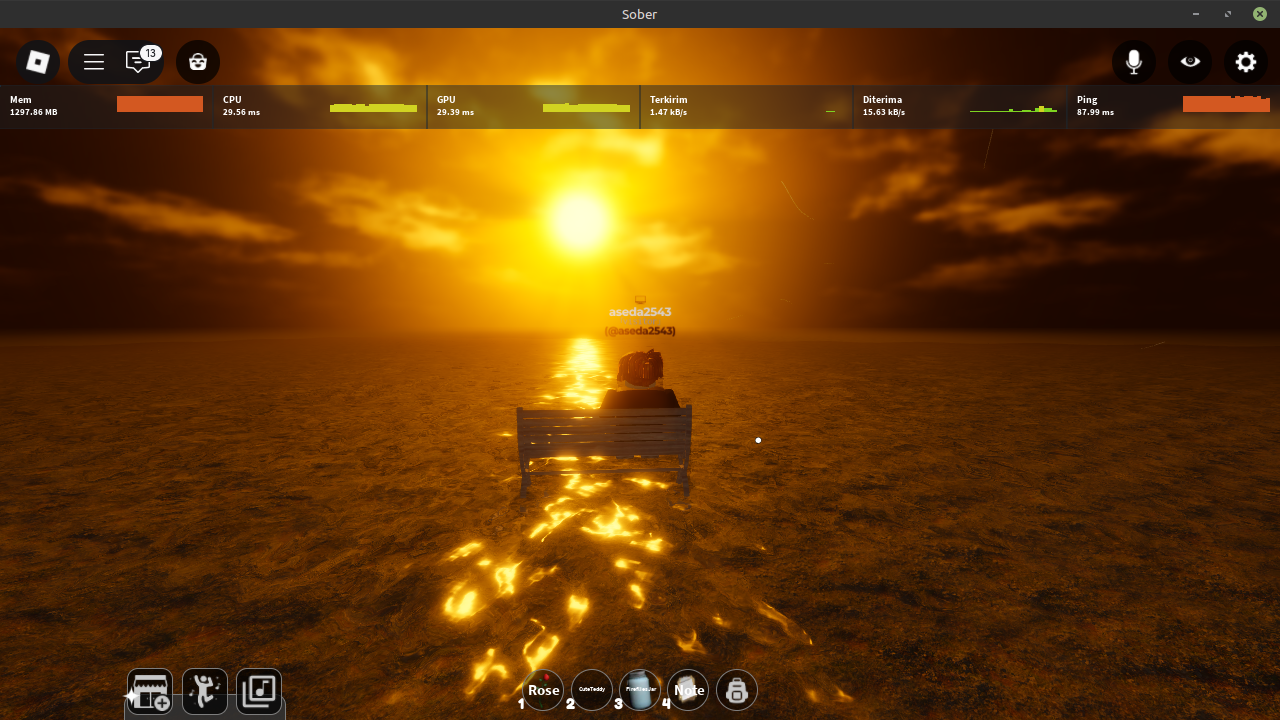 Sober
13
Mem
1297.86 MB
CPU
29.56 ms
GPU
29.39 ms
Terkirim
1.47 kB/s
Diterima
15.63 kB/s
Ping
87.99 ms
aseda2543
(@aseda2543)
Rose
CuteTeddy
FirefliesJar
Note
1
2
3
4